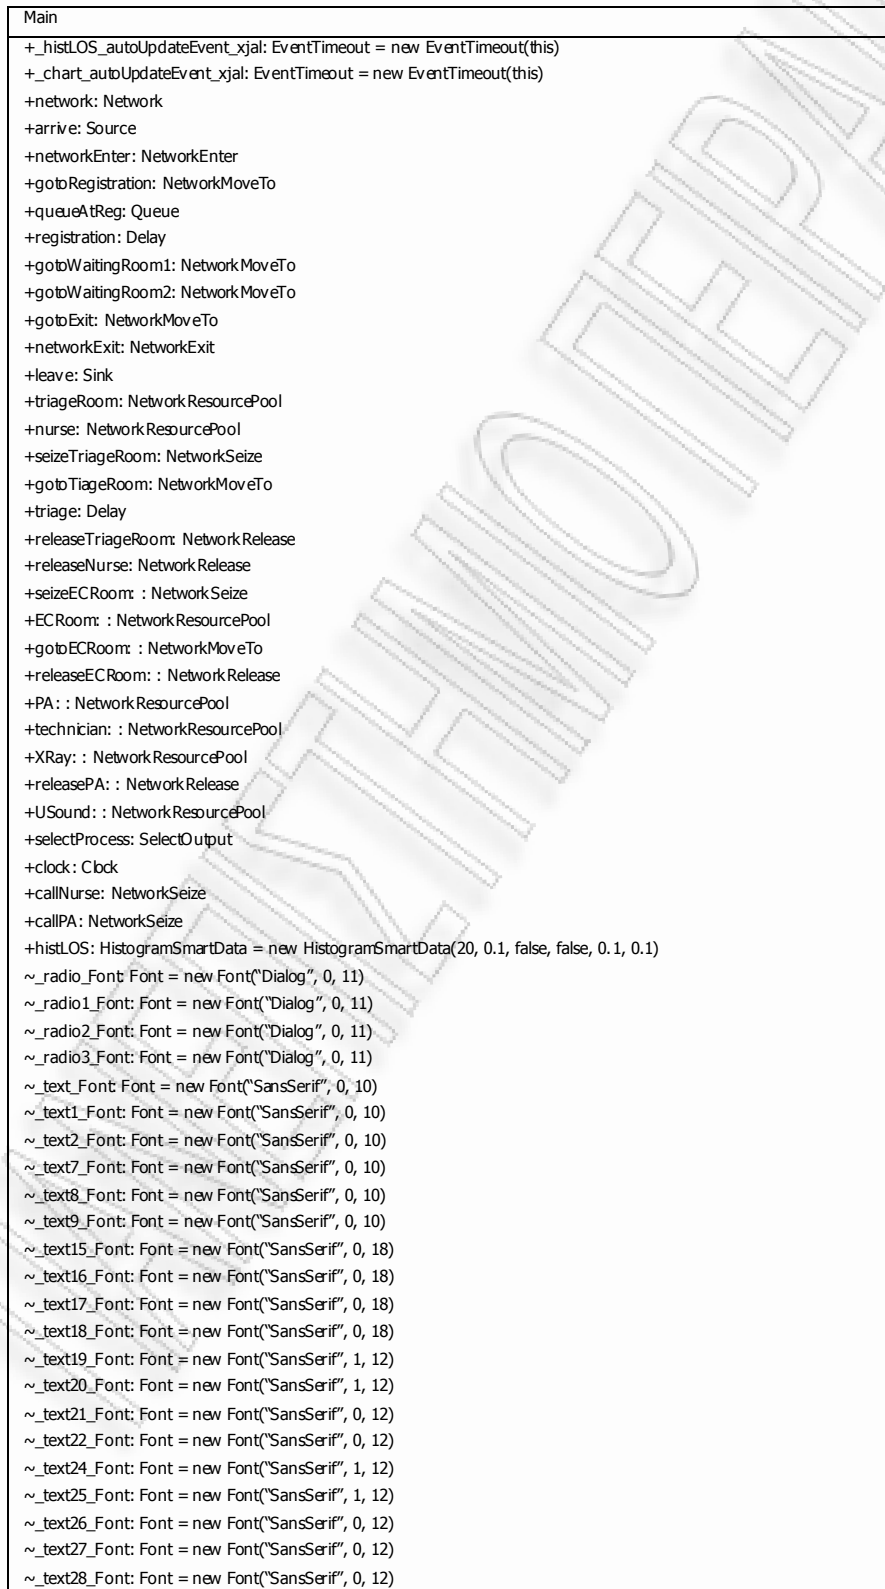 Main
+_histLOS_autoUpdateEvent_xjal: EventTimeout = new EventTimeout(this)
+_chart_autoUpdateEvent_xjal: EventTimeout = new EventTimeout(this)
+network: Network
+arrive: Source
+networkEnter: NetworkEnter
+gotoRegistration: NetworkMoveTo
+queueAtReg: Queue
+registration: Delay
+gotoWaitingRoom1: NetworkMoveTo
+gotoWaitingRoom2: NetworkMoveTo
+gotoExit: NetworkMoveTo
+networkExit: NetworkExit
+leave: Sink
+triageRoom: NetworkResourcePool
+nurse: NetworkResourcePool
+seizeTriageRoom: NetworkSeize
+gotoTiageRoom: NetworkMoveTo
+triage: Delay
+releaseTriageRoom: NetworkRelease
+releaseNurse: NetworkRelease
+seizeECRoom: : NetworkSeize
+ECRoom: : NetworkResourcePool
+gotoECRoom: : NetworkMoveTo
+releaseECRoom: : NetworkRelease
+PA: : NetworkResourcePool
+technician: : NetworkResourcePool
+XRay: : NetworkResourcePool
+releasePA: : NetworkRelease
+USound: : NetworkResourcePool
+selectProcess: SelectOutput
+clock: Clock
+callNurse: NetworkSeize
+callPA: NetworkSeize
+histLOS: HistogramSmartData = new HistogramSmartData(20, 0.1, false, false, 0.1, 0.1)
~_radio_Font: Font = new Font(“Dialog”, 0, 11)
~_radio1_Font: Font = new Font(“Dialog”, 0, 11)
~_radio2_Font: Font = new Font(“Dialog”, 0, 11)
~_radio3_Font: Font = new Font(“Dialog”, 0, 11)
~_text_Font: Font = new Font(“SansSerif”, 0, 10)
~_text1_Font: Font = new Font(“SansSerif”, 0, 10)
~_text2_Font: Font = new Font(“SansSerif”, 0, 10)
~_text7_Font: Font = new Font(“SansSerif”, 0, 10)
~_text8_Font: Font = new Font(“SansSerif”, 0, 10)
~_text9_Font: Font = new Font(“SansSerif”, 0, 10)
~_text15_Font: Font = new Font(“SansSerif”, 0, 18)
~_text16_Font: Font = new Font(“SansSerif”, 0, 18)
~_text17_Font: Font = new Font(“SansSerif”, 0, 18)
~_text18_Font: Font = new Font(“SansSerif”, 0, 18)
~_text19_Font: Font = new Font(“SansSerif”, 1, 12)
~_text20_Font: Font = new Font(“SansSerif”, 1, 12)
~_text21_Font: Font = new Font(“SansSerif”, 0, 12)
~_text22_Font: Font = new Font(“SansSerif”, 0, 12)
~_text24_Font: Font = new Font(“SansSerif”, 1, 12)
~_text25_Font: Font = new Font(“SansSerif”, 1, 12)
~_text26_Font: Font = new Font(“SansSerif”, 0, 12)
~_text27_Font: Font = new Font(“SansSerif”, 0, 12)
~_text28_Font: Font = new Font(“SansSerif”, 0, 12)